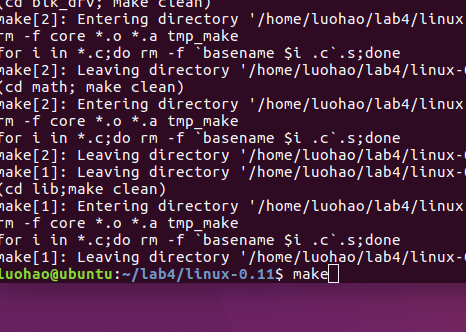 (cd blk_drv; make clean)
make[2]: Entering directory '/home/luohao/lab4/linux
rm -f core *.o *.a tmp_make
for i in *.c;do rm -f `basename $i .c`.s;done
make[2]: Leaving directory '/home/luohao/lab4/linux-0
(cd math; make clean)
make[2]: Entering directory '/home/luohao/lab4/linux
rm -f core *.o *.a tmp_make
for i in *.c;do rm -f `basename $i .c`.s;done
make[2]: Leaving directory '/home/luohao/lab4/linux-0
make[1]: Leaving directory '/home/luohao/lab4/linux-0
(cd lib;make clean)
make[1]: Entering directory '/home/luohao/lab4/linux
rm -f core *.o *.a tmp_make
for i in *.c;do rm -f `basename $i .c`.s;done
make[1]: Leaving directory '/home/luohao/lab4/linux-0
luohao@ubuntu:~/lab4/linux-0.11$ make